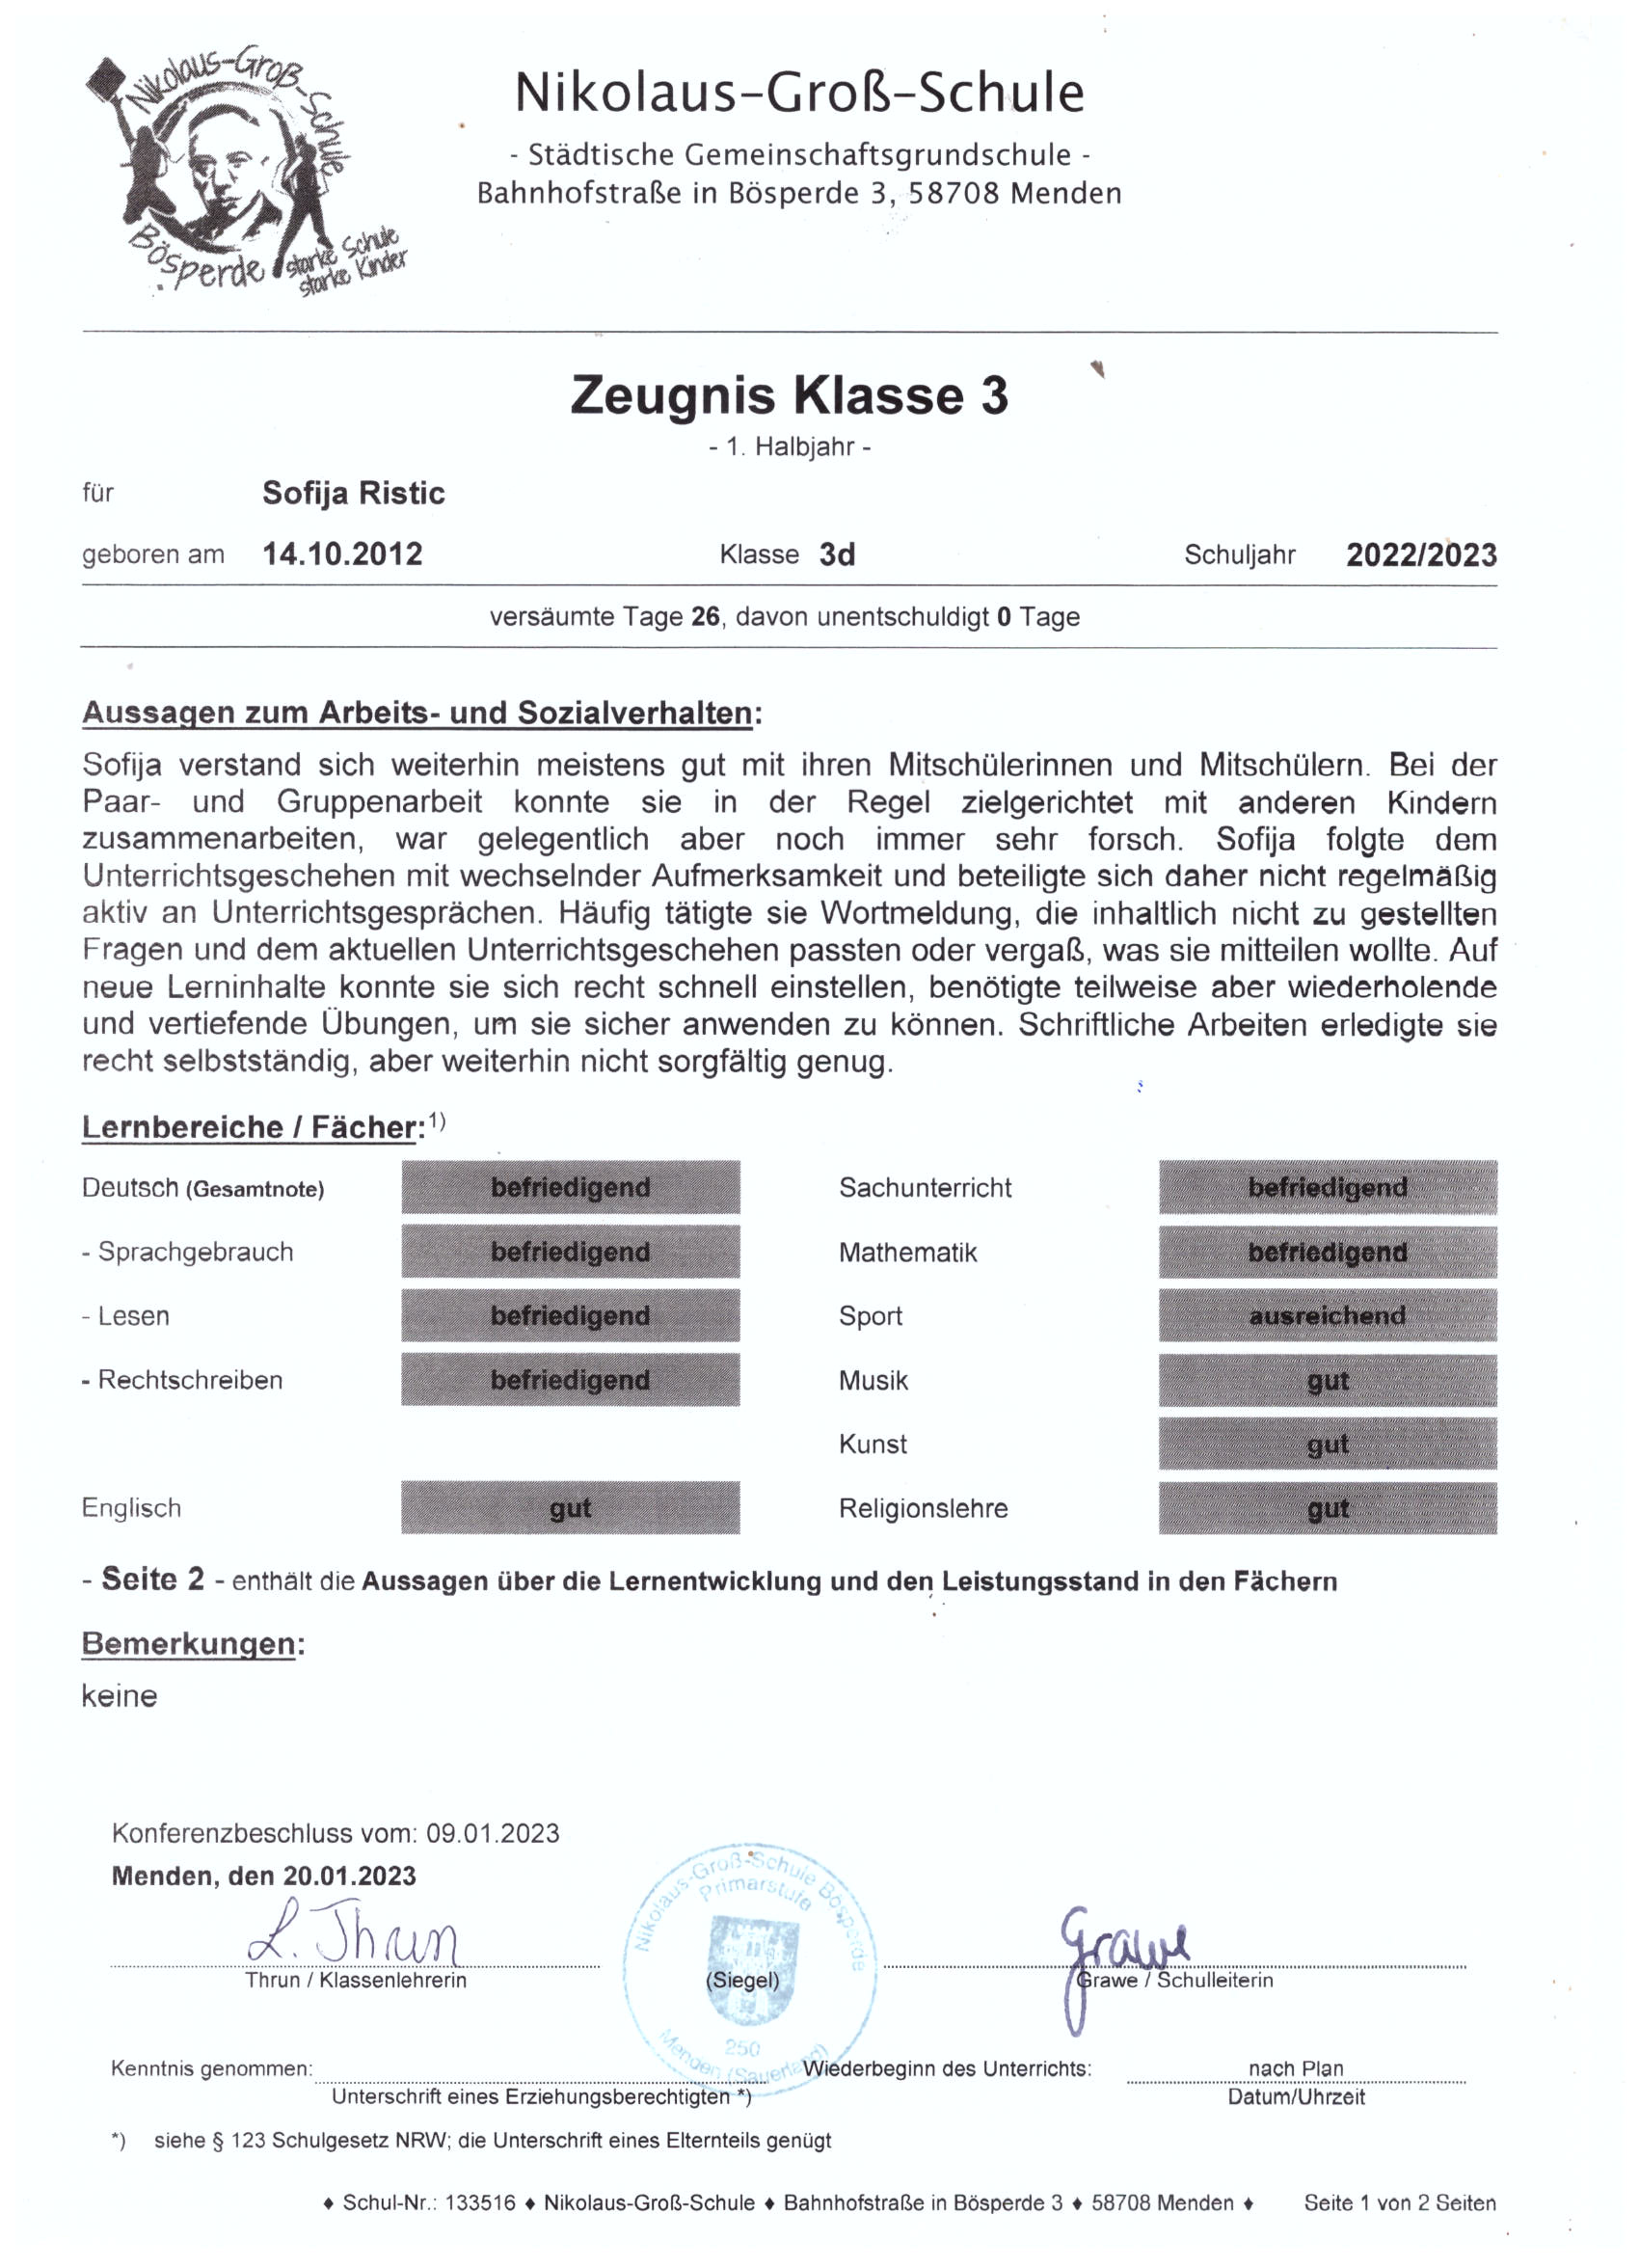 Nikolaus-Groß-Schule
Bösperde
starke Schule
starke Kinder
Nikolaus-Groß-Schule
- Städtische Gemeinschaftsgrundschule -
Bahnhofstraße in Bösperde 3, 58708 Menden
Zeugnis Klasse 3
- 1. Halbjahr -
für Sofija Ristic
geboren am 14.10.2012 Klasse 3d Schuljahr 2022/2023
versäumte Tage 26, davon unentschuldigt 0 Tage
Aussagen zum Arbeits- und Sozialverhalten:
Sofija verstand sich weiterhin meistens gut mit ihren Mitschülerinnen und Mitschülern. Bei der
Paar- und Gruppenarbeit konnte sie in der Regel zielgerichtet mit anderen Kindern
zusammenarbeiten, war gelegentlich aber noch immer sehr forsch. Sofija folgte dem
Unterrichtsgeschehen mit wechselnder Aufmerksamkeit und beteiligte sich daher nicht regelmäßig
aktiv an Unterrichtsgesprächen. Häufig tätigte sie Wortmeldung, die inhaltlich nicht zu gestellten
Fragen und dem aktuellen Unterrichtsgeschehen passten oder vergaß, was sie mitteilen wollte. Auf
neue Lerninhalte konnte sie sich recht schnell einstellen, benötigte teilweise aber wiederholende
und vertiefende Übungen, um sie sicher anwenden zu können. Schriftliche Arbeiten erledigte sie
recht selbstständig, aber weiterhin nicht sorgfältig genug.
Lernbereiche / Fächer:1)
Deutsch (Gesamtnote) befriedigend Sachunterricht befriedigend
- Sprachgebrauch befriedigend Mathematik befriedigend
- Lesen befriedigend Sport ausreichend
- Rechtschreiben befriedigend Musik gut
Kunst gut
Englisch gut Religionslehre gut
- Seite 2 - enthält die Aussagen über die Lernentwicklung und den Leistungsstand in den Fächern
Bemerkungen:
keine
Konferenzbeschluss vom: 09.01.2023
Menden, den 20.01.2023
L. Thrun
Grawe
Thrun / Klassenlehrerin (Siegel) Grawe / Schulleiterin
Nikolaus-Groß-Schule Bösperde
Primarstufe
250
Menden (Sauerland)
Kenntnis genommen: Wiederbeginn des Unterrichts: nach Plan
Unterschrift eines Erziehungsberechtigten *) Datum/Uhrzeit
*) siehe § 123 Schulgesetz NRW; die Unterschrift eines Elternteils genügt
♦ Schul-Nr.: 133516 ♦ Nikolaus-Groß-Schule ♦ Bahnhofstraße in Bösperde 3 ♦ 58708 Menden ♦ Seite 1 von 2 Seiten